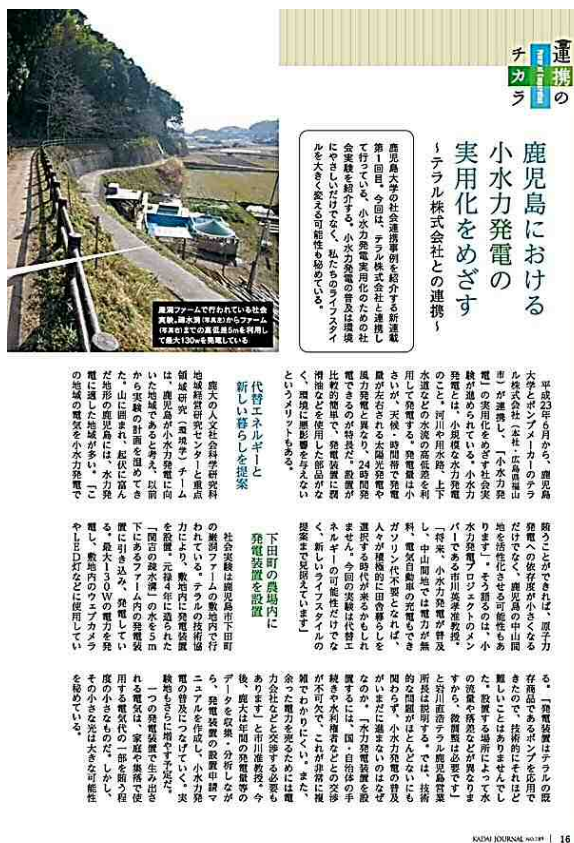 連携の
チカラ
鹿児島における
小水力発電の
実用化をめざす
～テラル株式会社との連携～
鹿児島大学の社会連携事例を紹介する新連載
第1回目。今回は、テラル株式会社と連携し
て行っている、小水力発電実用化のための社
会実験を紹介する。小水力発電の普及は環境
にやさしいだけでなく、私たちのライフスタイ
ルを大きく変える可能性も秘めている。
巌洞ファームで行われている社会
実験。疎水溝(写真左)からファーム
(写真右)までの高低差5mを利用し
て最大130wを発電している
平成23年6月から、鹿児島
大学とポンプメーカーのテラ
ル株式会社(本社・広島県福山
市)が連携し、「小水力発
電」の実用化をめざす社会実
験が進められている。小水力
発電とは、小規模な水力発電
のこと。河川や用水路、上下
水道などの水流の高低差を利
用して発電する。発電量は小
さいが、天候・時間帯で発電
量が左右される太陽光発電や
風力発電と異なり、24時間発
電できるのが特長だ。設置が
比較的簡単で、発電装置に潤
滑油などを使用した部品がな
く、環境に悪影響を与えない
というメリットもある。
代替エネルギーと
新しい暮らしを提案
鹿大の人文社会科学研究科
地域経営研究センターと重点
領域研究(環境学)チーム
は、鹿児島が小水力発電に向
いた地域であると考え、以前
から実験の計画を温めてき
た。山に囲まれ、起伏に富ん
だ地形の鹿児島には、水力発
電に適した地域が多い。「こ
の地域の電気を小水力発電で
賄うことができれば、原子力
発電への依存度が小さくなる
だけでなく、鹿児島の中山間
地を活性化させる可能性もあ
ります」。そう語るのは、小
水力発電プロジェクトのメン
バーである市川英孝准教授。
「将来、小水力発電が普及
し、中山間地では電力が無
料、電気自動車の充電もでき
ガソリン代不要となれば、
人々が積極的に田舎暮らしを
選択する時代が来るかもしれ
ません。今回の実験は代替エ
ネルギーの可能性だけでな
く、新しいライフスタイルの
提案まで見据えています」
下田町の農場内に
発電装置を設置
社会実験は鹿児島市下田町
の巌洞ファームの敷地内で行
われている。テラルの技術協
力により、敷地内に発電装置
を設置。元禄4年に造られた
「関吉の疎水溝」の水を5m
下にあるファーム内の発電装
置に引き込み、発電してい
る。最大130Wの電力を発
電し、敷地内のウェブカメラ
やLED灯などに使用してい
る。「発電装置はテラルの既
存商品であるポンプを応用で
きたので、技術的にそれほど
難しいことはありませんでし
た。設置する場所によって水
の流量や落差などが異なりま
すから、微調整は必要です」
と岩川直浩テラル鹿児島営業
所長は説明する。では、技術
的な問題がほとんどないにも
関わらず、小水力発電の普及
がいまだに進まないのはなぜ
なのか。「水力発電装置を設
置するには、国・自治体の手
続きや水利権者などとの交渉
が不可欠で、これが非常に複
雑でわかりにくい。また、
余った電力を売るためには電
力会社などと交渉する必要も
あります」と市川准教授。今
後、鹿大は年間の発電量等の
データを収集・分析しなが
ら、発電装置の設置申請マ
ニュアルを作成し、小水力発
電の普及につなげていく。実
験地もさらに増やす予定だ。
一つの発電装置で生み出さ
れる電気は、家庭や集落で使
用する電気代の一部を賄う程
度の小さなものだ。しかし、
その小さな光は大きな可能性
を秘めている。
KADAI JOURNAL NO.189 | 16